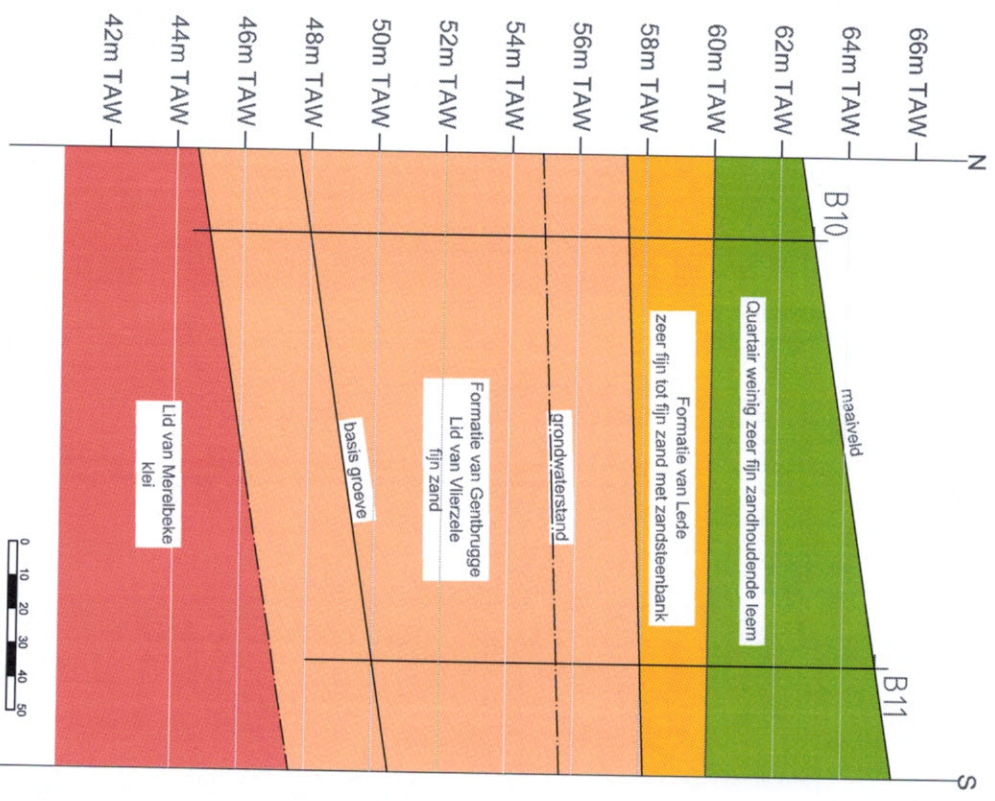 N
S
66m TAW
64m TAW
62m TAW
60m TAW
58m TAW
56m TAW
54m TAW
52m TAW
50m TAW
48m TAW
46m TAW
44m TAW
42m TAW
B10
B11
maaiveld
Quartair weinig zeer fijn zandhoudende leem
Formatie van Lede
zeer fijn tot fijn zand met zandsteenbank
grondwaterstand
Formatie van Gentbrugge
Lid van Vlierzele
fijn zand
basis groeve
Lid van Merelbeke
klei
0 10 20 30 40 50